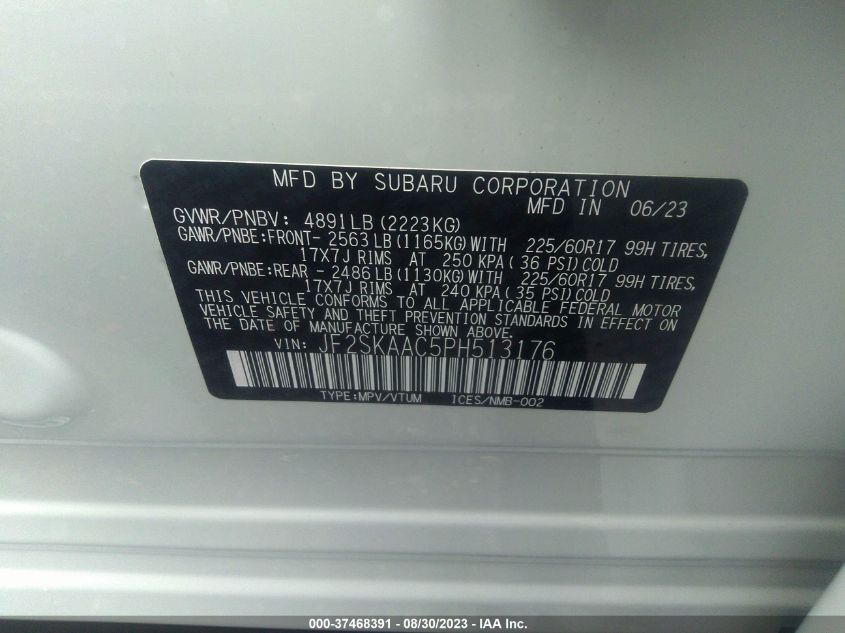 MFD BY SUBARU CORPORATION
MFD IN 06/23
GVWR/PNBV: 4891LB (2223KG)
GAWR/PNBE:FRONT- 2563LB (1165KG) WITH 225/60R17 99H TIRES,
17X7J RIMS AT 250 KPA( 36 PSI) COLD
GAWR/PNBE:REAR - 2486LB (1130KG) WITH 225/60R17 99H TIRES,
17X7J RIMS AT 240 KPA( 35 PSI) COLD
THIS VEHICLE CONFORMS TO ALL APPLICABLE FEDERAL MOTOR
VEHICLE SAFETY AND THEFT PREVENTION STANDARDS IN EFFECT ON
THE DATE OF MANUFACTURE SHOWN ABOVE.
VIN: JF2SKAAC5PH513176
TYPE:MPV/VTUM ICES/NMB-002
000-37468391 - 08/30/2023 - IAA Inc.